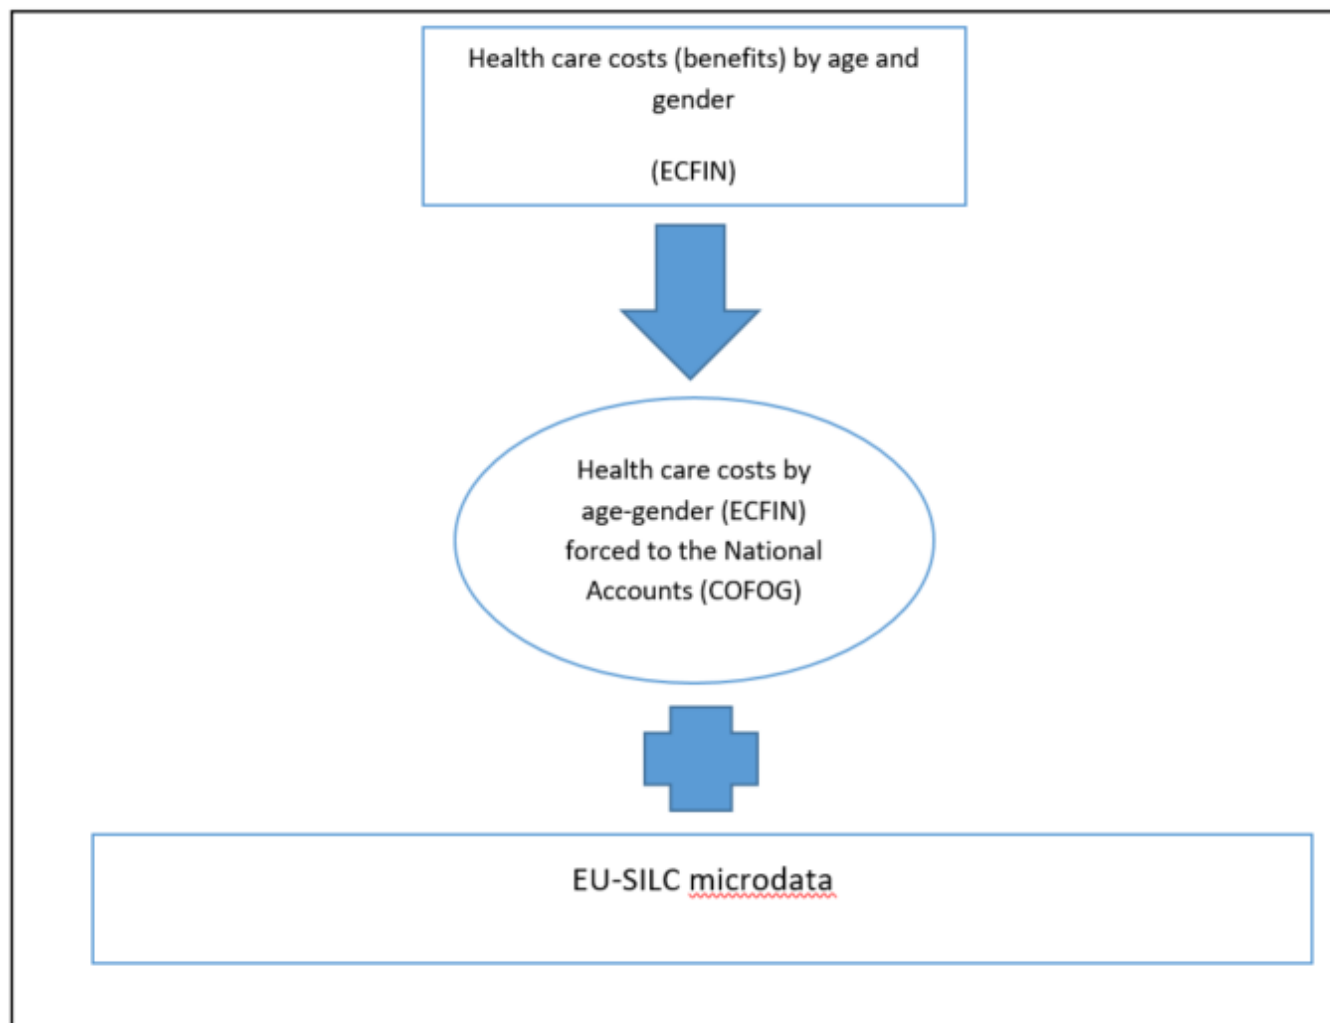 Health care costs (benefits) by age and
gender
(ECFIN)
Health care costs by
age-gender (ECFIN)
forced to the National
Accounts (COFOG)
EU-SILC microdata